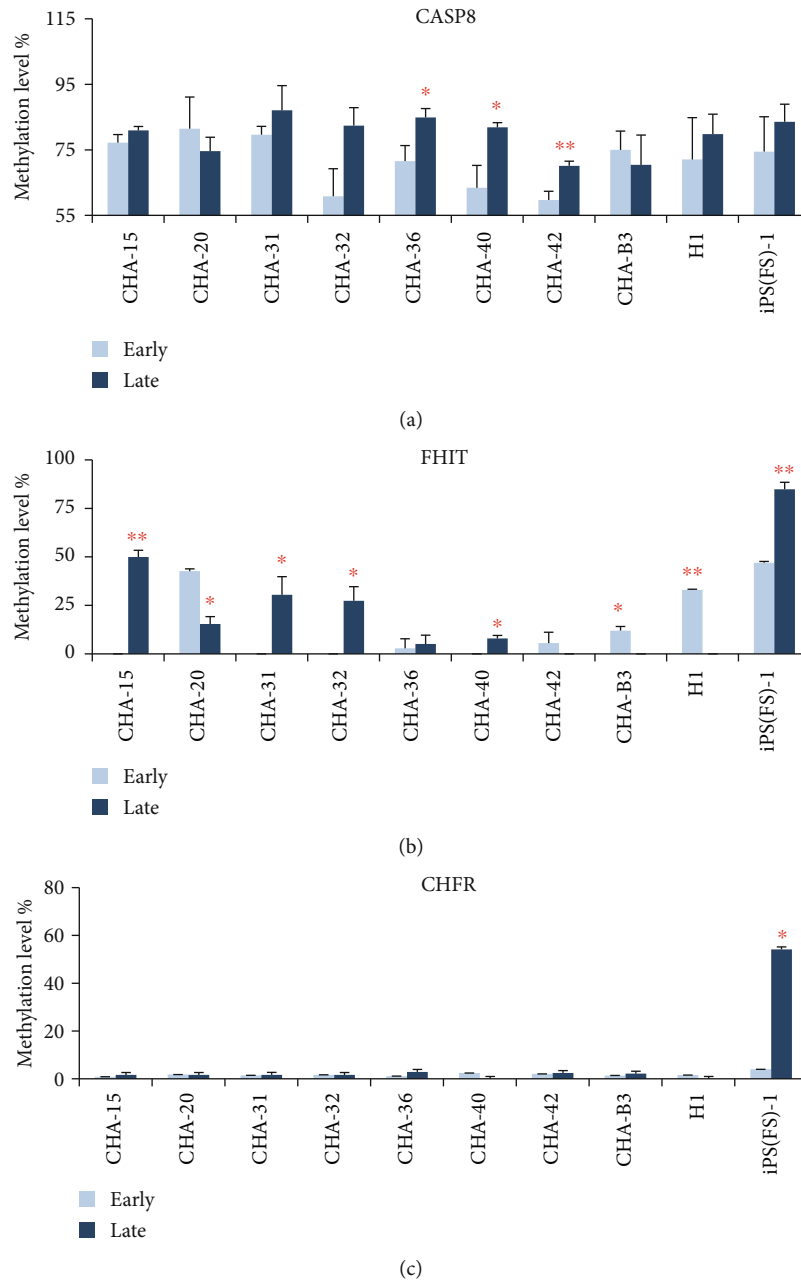 CASP8
Methylation level %
115
95
75
55
* * **
CHA-15 CHA-20 CHA-31 CHA-32 CHA-36 CHA-40 CHA-42 CHA-B3 H1 iPS(FS)-1
Early
Late
(a)
FHIT
Methylation level %
100
75
50
25
0
** * * * * * ** **
CHA-15 CHA-20 CHA-31 CHA-32 CHA-36 CHA-40 CHA-42 CHA-B3 H1 iPS(FS)-1
Early
Late
(b)
CHFR
Methylation level %
80
60
40
20
0
*
CHA-15 CHA-20 CHA-31 CHA-32 CHA-36 CHA-40 CHA-42 CHA-B3 H1 iPS(FS)-1
Early
Late
(c)